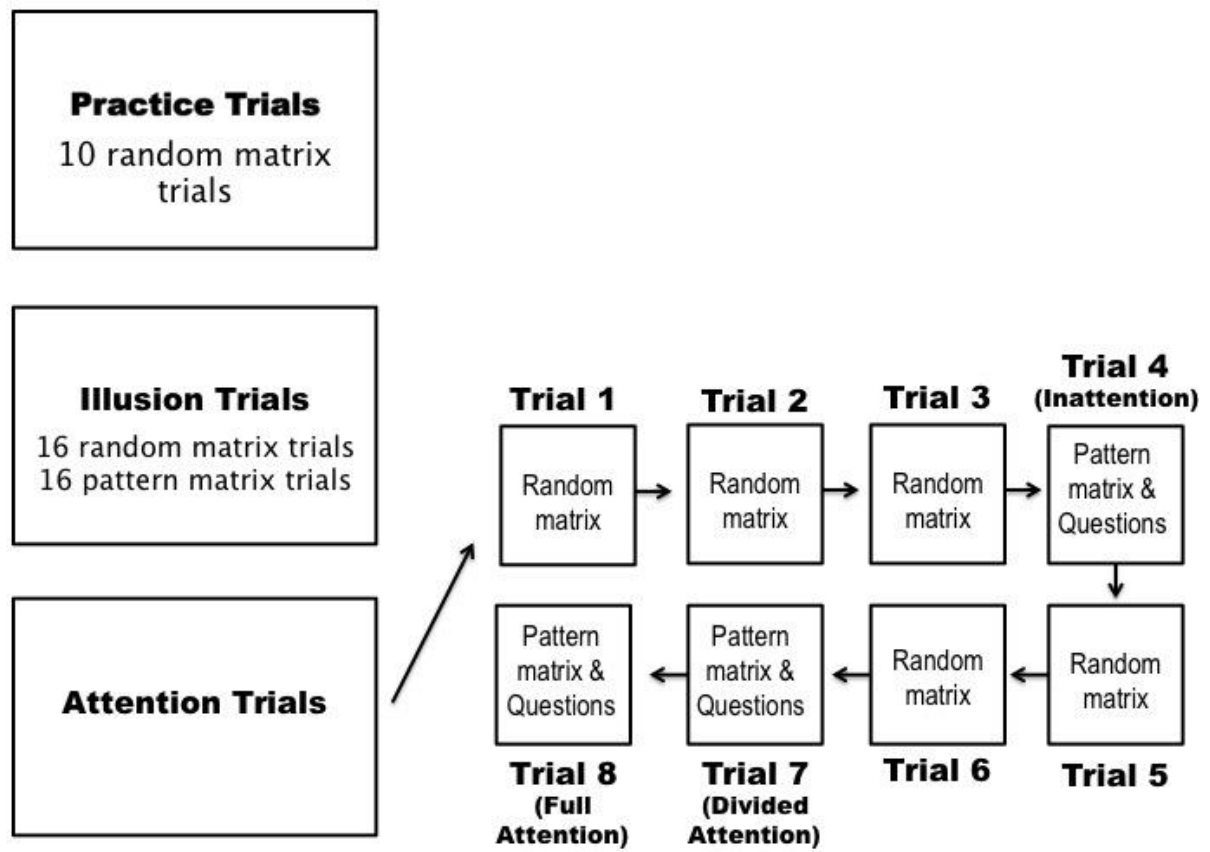 Practice Trials
10 random matrix
trials
Illusion Trials
16 random matrix trials
16 pattern matrix trials
Attention Trials
Trial 1
Random
matrix
Trial 2
Random
matrix
Trial 3
Random
matrix
Trial 4
(Inattention)
Pattern
matrix &
Questions
Random
matrix
Trial 5
Random
matrix
Trial 6
Pattern
matrix &
Questions
Trial 7
(Divided
Attention)
Pattern
matrix &
Questions
Trial 8
(Full
Attention)